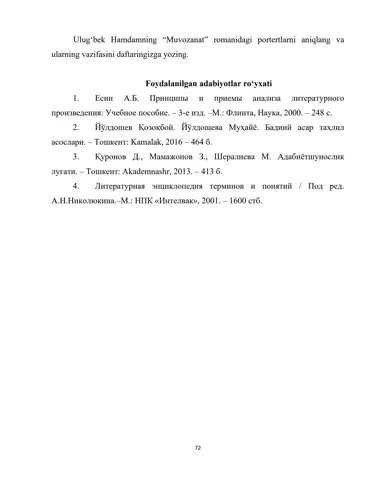 Ulug‘bek Hamdamning “Muvozanat” romanidagi portertlarni aniqlang va
ularning vazifasini daftaringizga yozing.
Foydalanilgan adabiyotlar ro‘yxati
1. Есин А.Б. Принципы и приемы анализа литературного
произведения: Учебное пособие. – 3-е изд. –М.: Флинта, Наука, 2000. – 248 с.
2. Йўлдошев Қозоқбой. Йўлдошева Муҳайё. Бадиий асар таҳлил
асослари. – Тошкент: Kamalak, 2016 – 464 б.
3. Қуронов Д., Мамажонов З., Шералиева М. Адабиётшунослик
луғати. – Тошкент: Akademnashr, 2013. – 413 б.
4. Литературная энциклопедия терминов и понятий / Под ред.
А.Н.Николюкина.–М.: НПК «Интелвак», 2001. – 1600 стб.
72